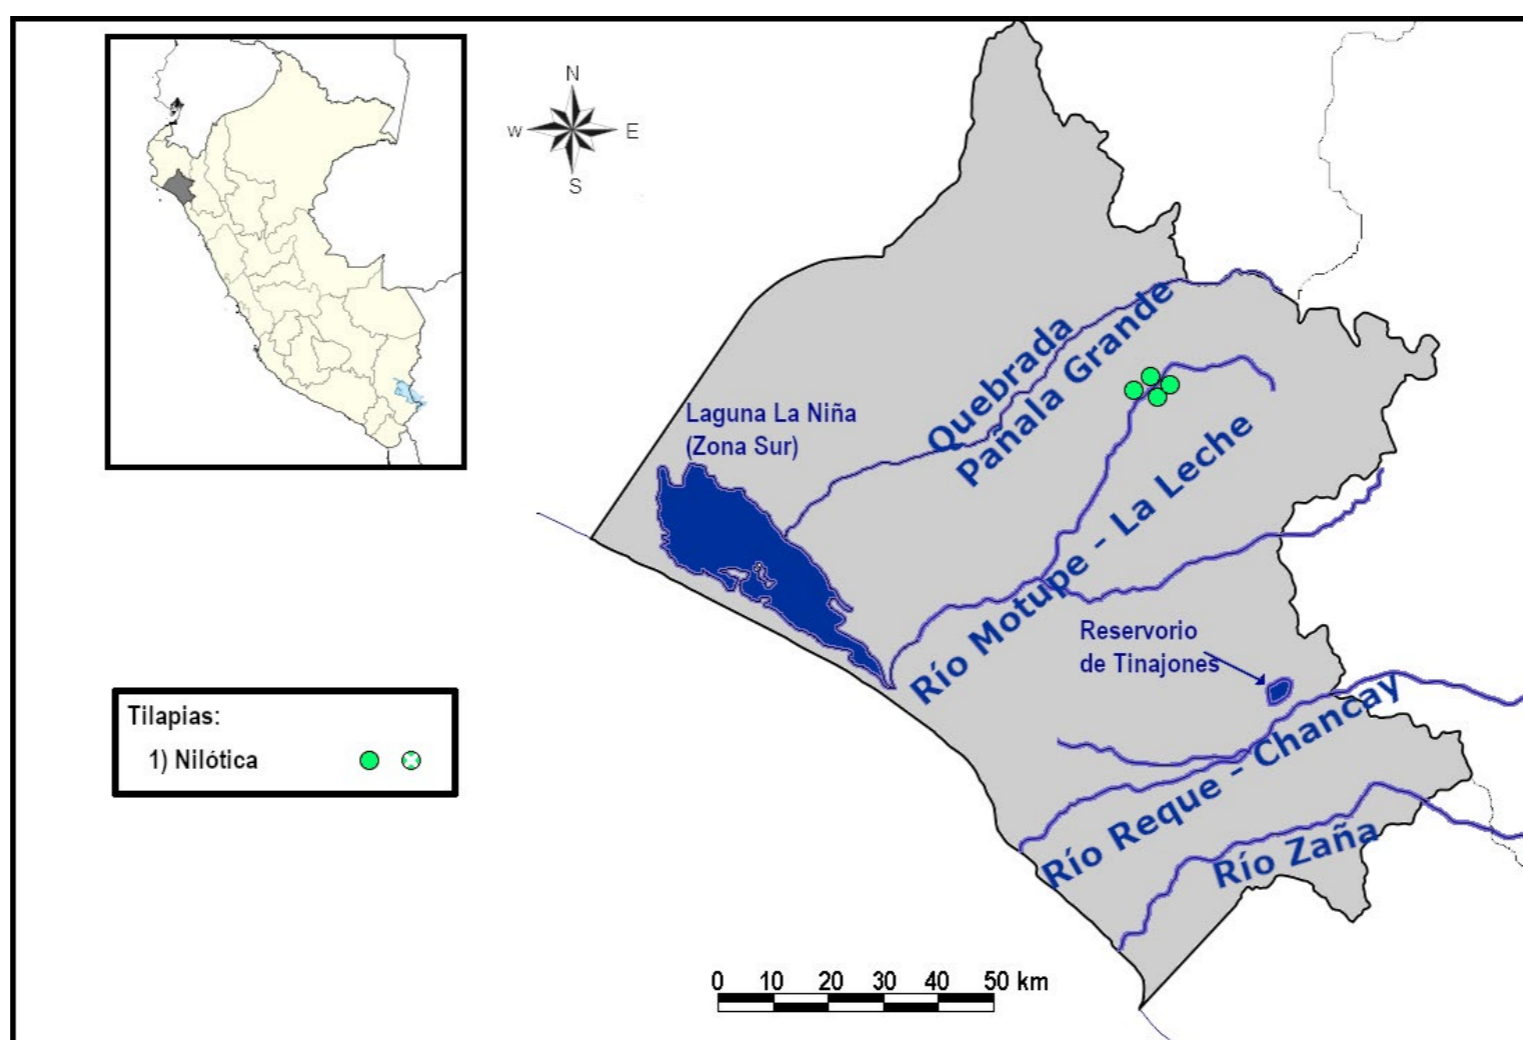 N
W
E
S
Quebrada
Pañala Grande
Laguna La Niña
(Zona Sur)
Río Motupe - La Leche
Reservorio
de Tinajones
Tilapias:
1) Nilótica
Río Reque - Chancay
Río Zaña
0 10 20 30 40 50 km